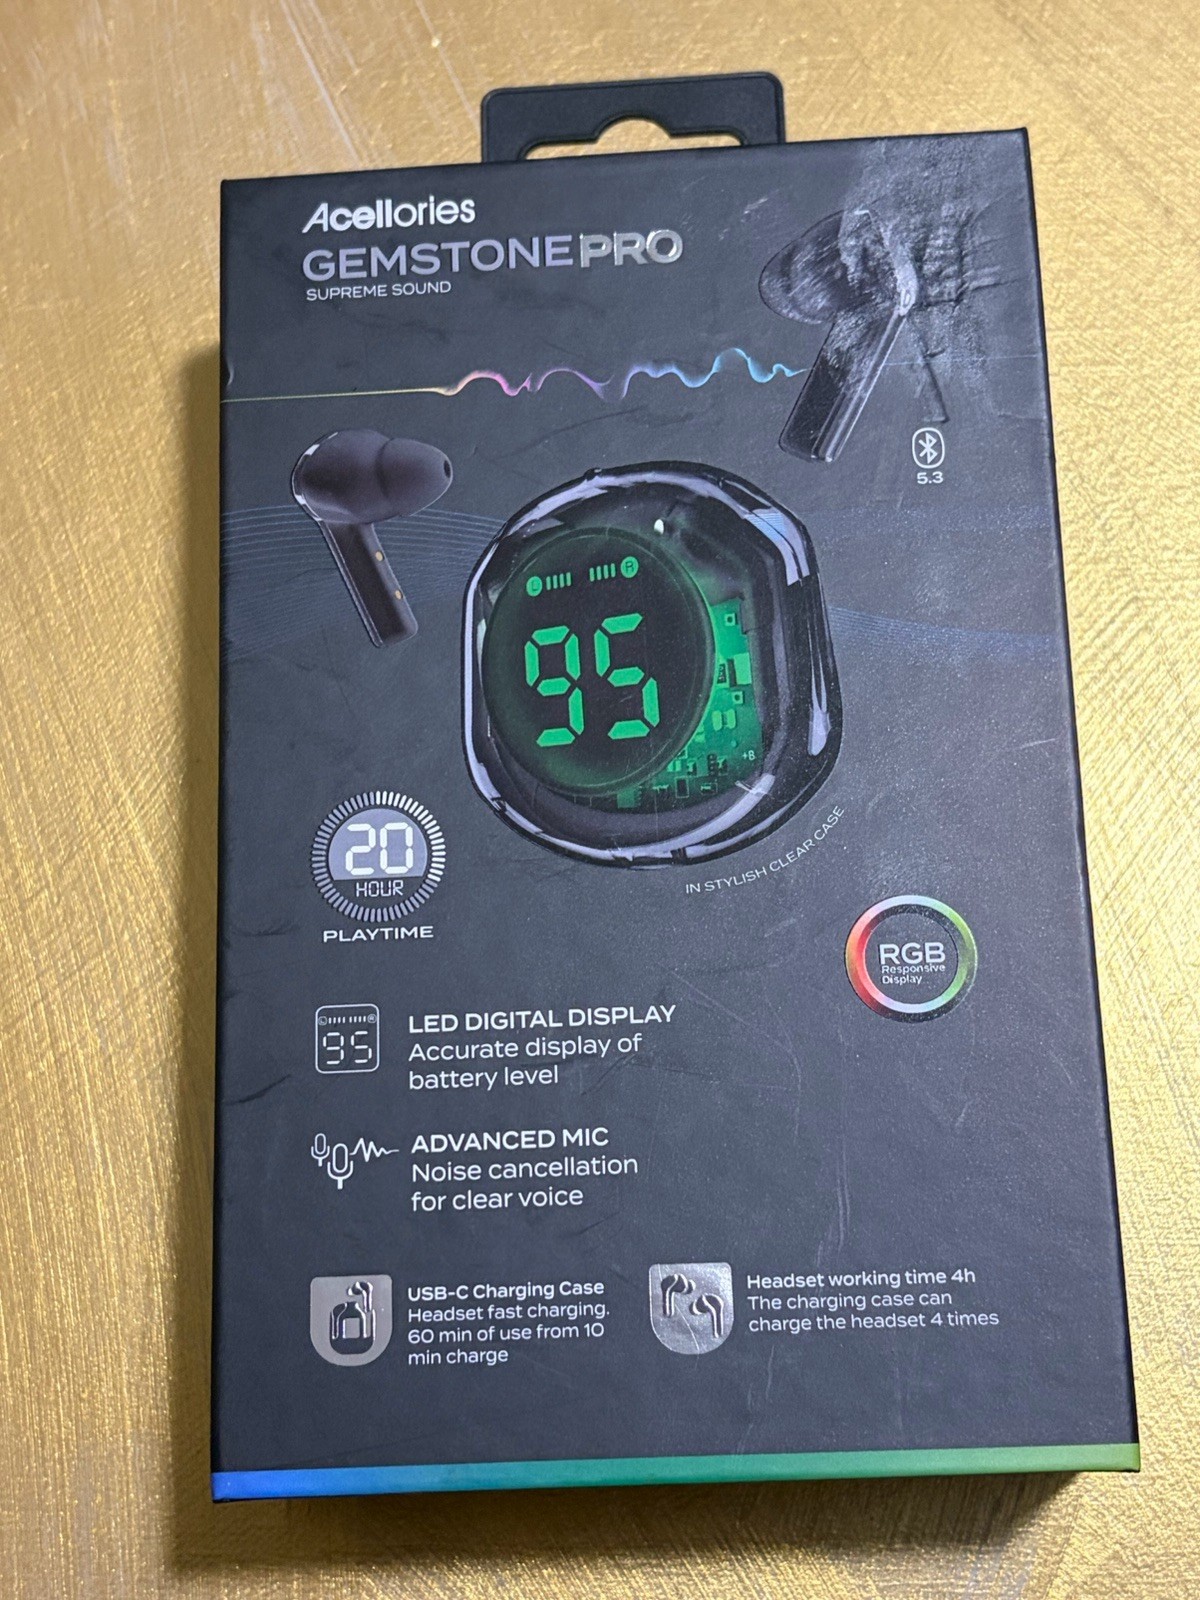 Acellories
GEMSTONE PRO
SUPREME SOUND
5.3
L R
95
+B
IN STYLISH CLEAR CASE
20
HOUR
PLAYTIME
RGB
Responsive
Display
L R
95
LED DIGITAL DISPLAY
Accurate display of
battery level
ADVANCED MIC
Noise cancellation
for clear voice
USB-C Charging Case
Headset fast charging.
60 min of use from 10
min charge
Headset working time 4h
The charging case can
charge the headset 4 times